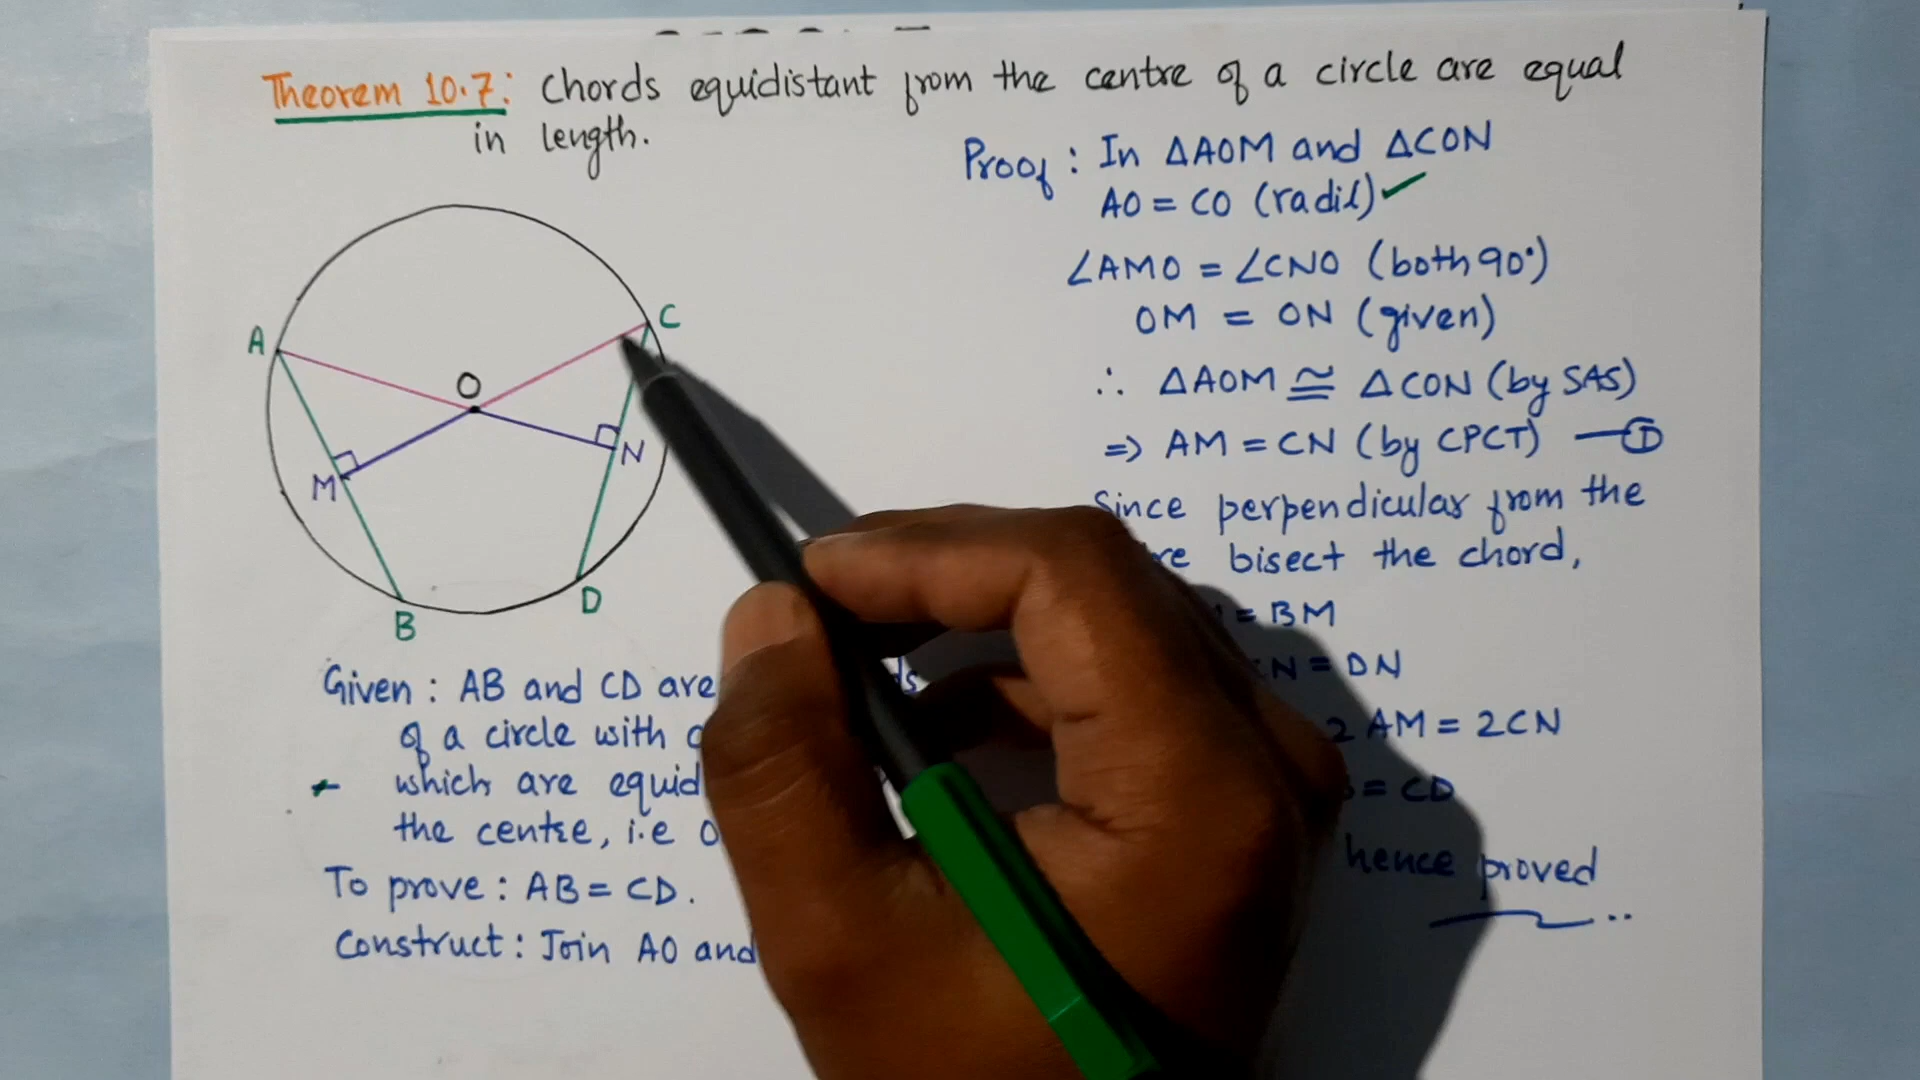 Theorem 10.7: Chords equidistant from the centre of a circle are equal
in length.
A
O
C
M
N
B
D
Given: AB and CD are
of a circle with
which are
the centre, i.e O
To prove: AB = CD.
Construct: Join AO and
Proof: In ΔAOM and ΔCON
AO = CO (radii) ✓
∠AMO = ∠CNO (both 90°)
OM = ON (given)
∴ ΔAOM ≅ ΔCON (by SAS)
⇒ AM = CN (by CPCT) —①
Since perpendicular from the
bisect the chord,
= BM
CN = DN
2AM = 2CN
= CD
hence proved